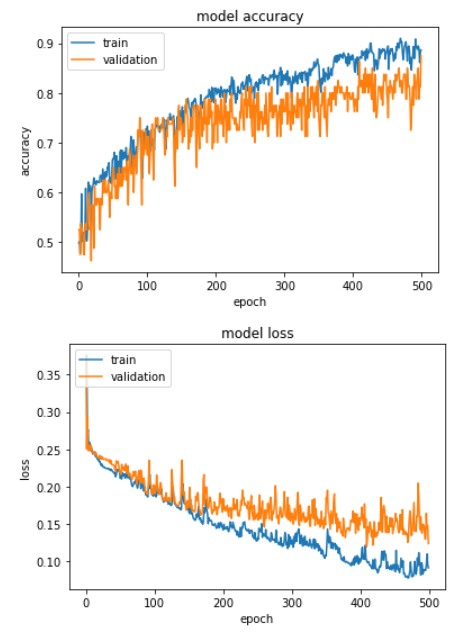 model accuracy
0.9
0.8
0.7
0.6
0.5
accuracy
train
validation
0 100 200 300 400 500
epoch
model loss
0.35
0.30
0.25
0.20
0.15
0.10
loss
train
validation
0 100 200 300 400 500
epoch